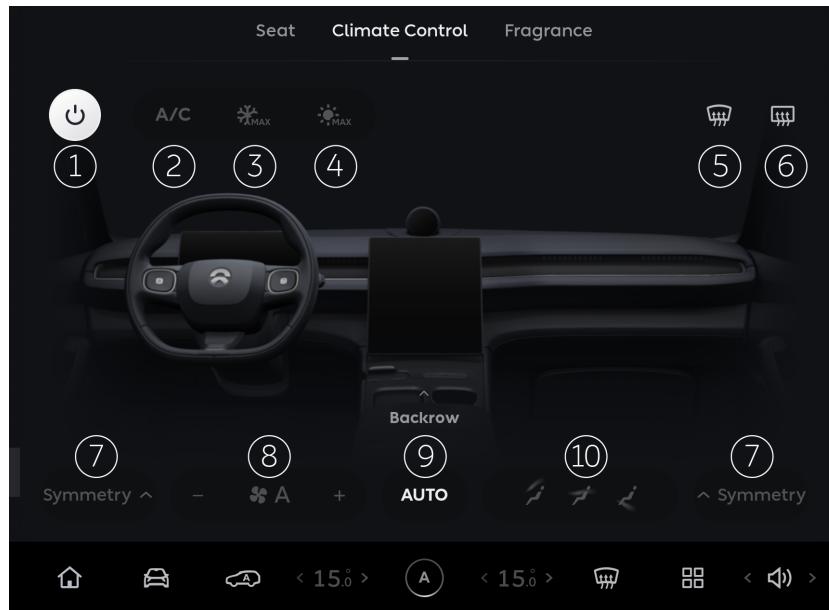 Seat Climate Control Fragrance
A/C MAX MAX
1 2 3 4 5 6
Backrow
7 8 9 10 7
Symmetry A AUTO Symmetry
A 15.0 A 15.0